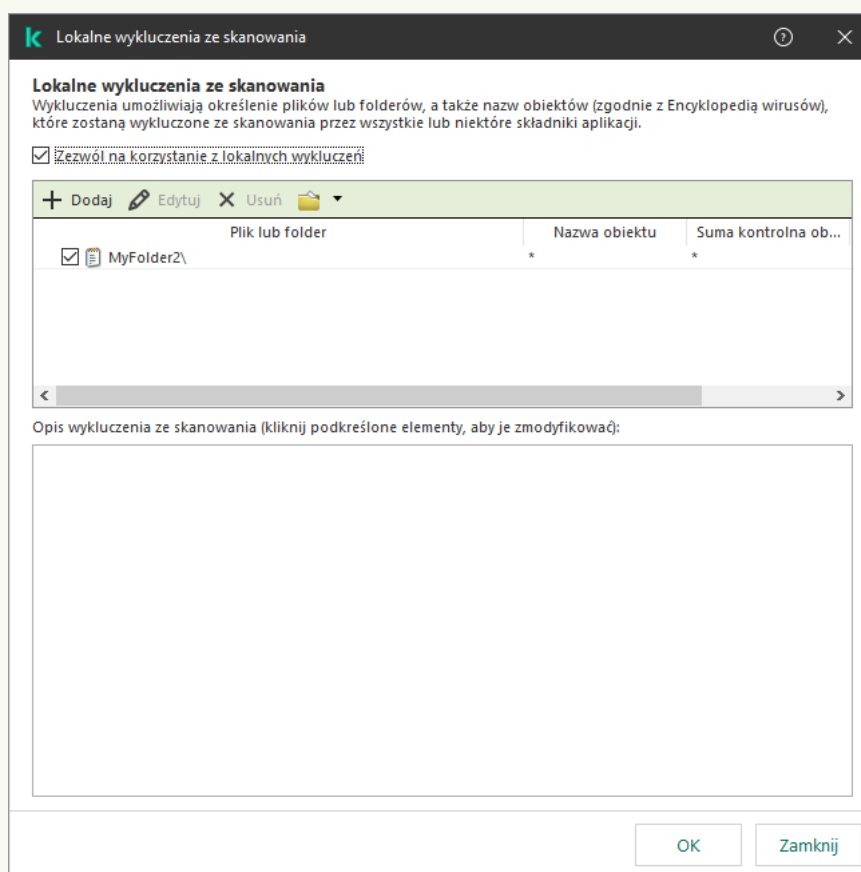 Lokalne wykluczenia ze skanowania
Lokalne wykluczenia ze skanowania
Wykluczenia umożliwiają określenie plików lub folderów, a także nazw obiektów (zgodnie z Encyklopedią wirusów),
które zostaną wykluczone ze skanowania przez wszystkie lub niektóre składniki aplikacji.
Zezwól na korzystanie z lokalnych wykluczeń
Dodaj Edytuj Usuń
Plik lub folder Nazwa obiektu Suma kontrolna ob...
MyFolder2\ * *
Opis wykluczenia ze skanowania (kliknij podkreślone elementy, aby je zmodyfikować):
OK Zamknij